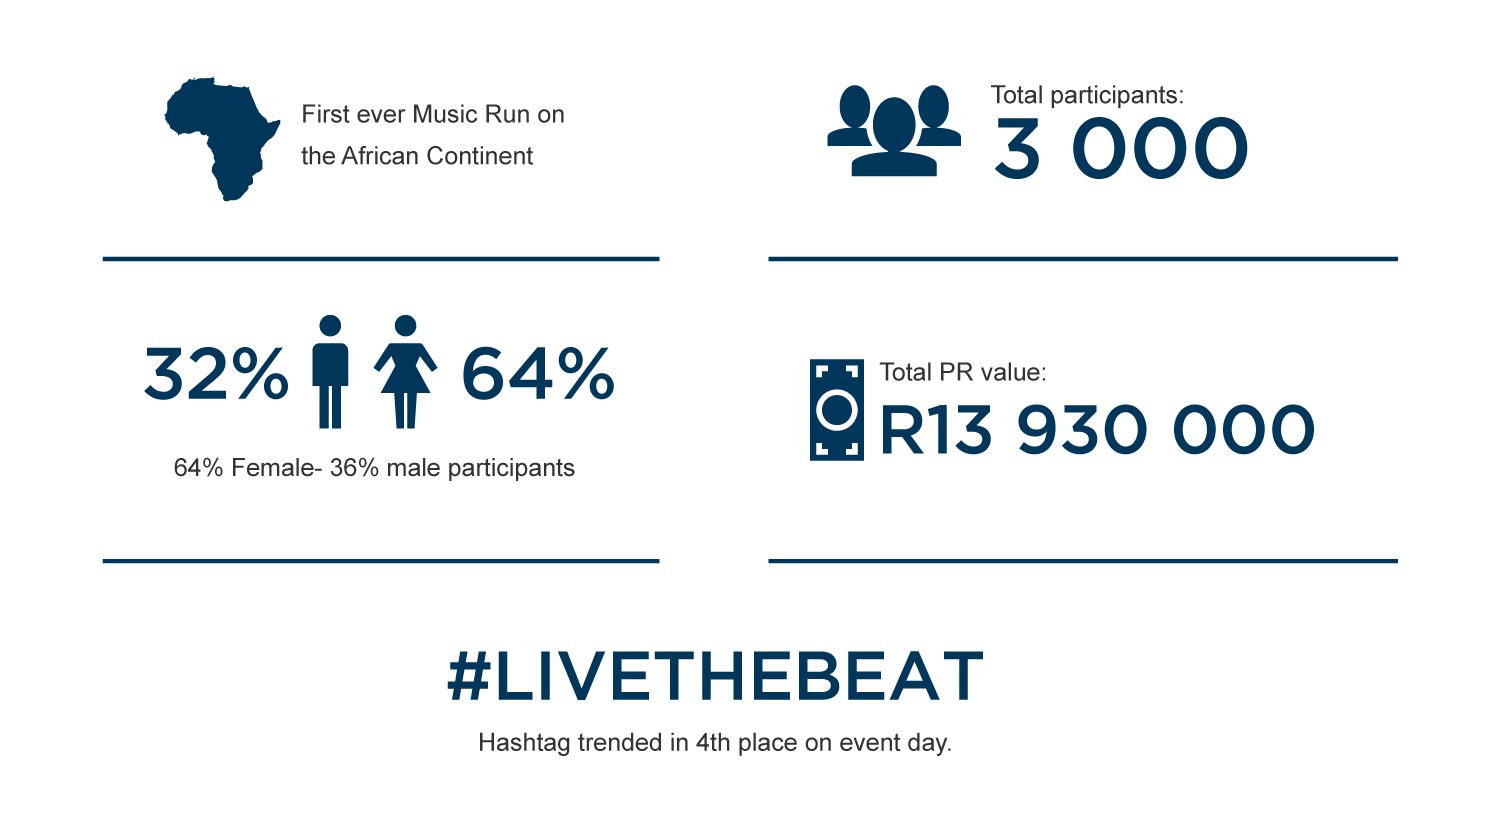 First ever Music Run on
the African Continent
Total participants:
3 000
32% 64%
64% Female- 36% male participants
Total PR value:
R13 930 000
#LIVETHEBEAT
Hashtag trended in 4th place on event day.